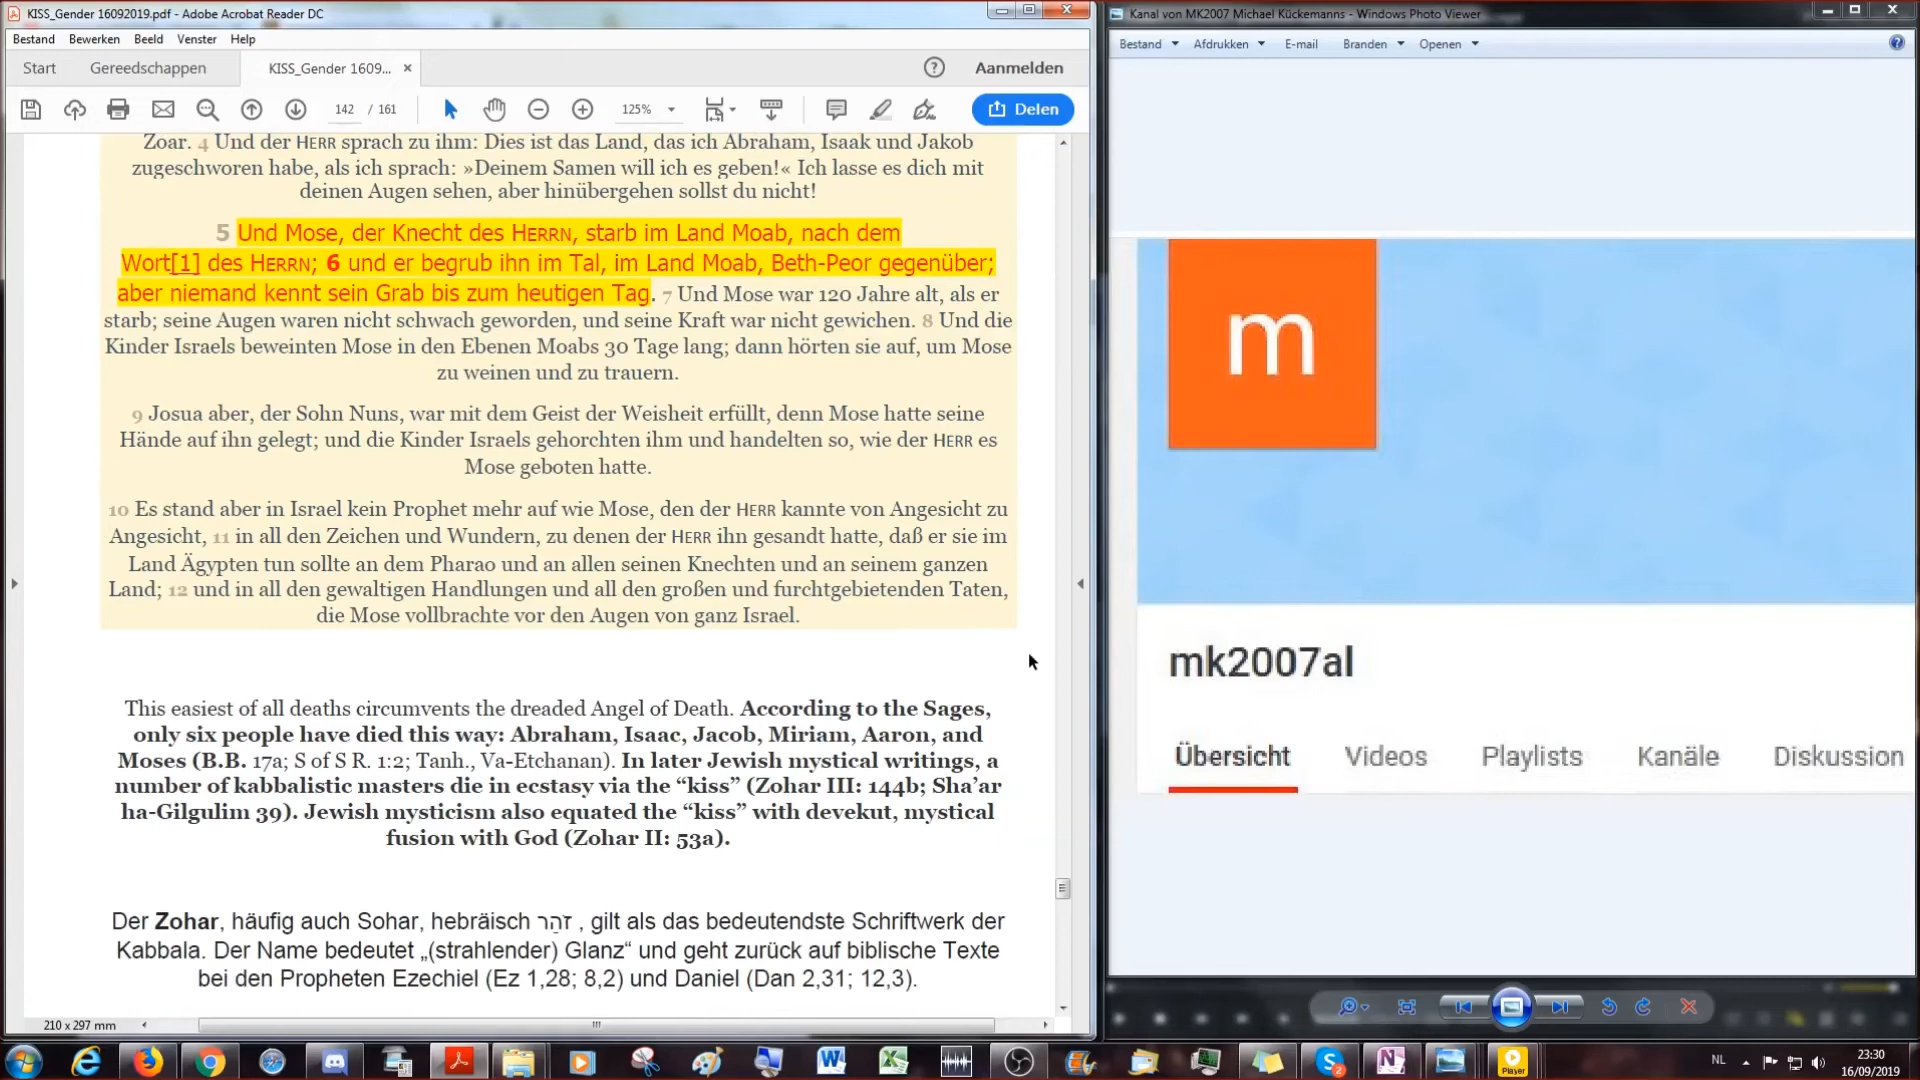 KISS_Gender 16092019.pdf - Adobe Acrobat Reader DC
Bestand Bewerken Beeld Venster Help
Start Gereedschappen KISS_Gender 1609... × Aanmelden
142 / 161 125% Delen
Zoar. 4 Und der HERR sprach zu ihm: Dies ist das Land, das ich Abraham, Isaak und Jakob
zugeschworen habe, als ich sprach: »Deinem Samen will ich es geben!« Ich lasse es dich mit
deinen Augen sehen, aber hinübergehen sollst du nicht!
5 Und Mose, der Knecht des HERRN, starb im Land Moab, nach dem
Wort[1] des HERRN; 6 und er begrub ihn im Tal, im Land Moab, Beth-Peor gegenüber;
aber niemand kennt sein Grab bis zum heutigen Tag. 7 Und Mose war 120 Jahre alt, als er
starb; seine Augen waren nicht schwach geworden, und seine Kraft war nicht gewichen. 8 Und die
Kinder Israels beweinten Mose in den Ebenen Moabs 30 Tage lang; dann hörten sie auf, um Mose
zu weinen und zu trauern.
9 Josua aber, der Sohn Nuns, war mit dem Geist der Weisheit erfüllt, denn Mose hatte seine
Hände auf ihn gelegt; und die Kinder Israels gehorchten ihm und handelten so, wie der HERR es
Mose geboten hatte.
10 Es stand aber in Israel kein Prophet mehr auf wie Mose, den der HERR kannte von Angesicht zu
Angesicht, 11 in all den Zeichen und Wundern, zu denen der HERR ihn gesandt hatte, daß er sie im
Land Ägypten tun sollte an dem Pharao und an allen seinen Knechten und an seinem ganzen
Land; 12 und in all den gewaltigen Handlungen und all den großen und furchtgebietenden Taten,
die Mose vollbrachte vor den Augen von ganz Israel.
This easiest of all deaths circumvents the dreaded Angel of Death. According to the Sages,
only six people have died this way: Abraham, Isaac, Jacob, Miriam, Aaron, and
Moses (B.B. 17a; S of S R. 1:2; Tanh., Va-Etchanan). In later Jewish mystical writings, a
number of kabbalistic masters die in ecstasy via the “kiss” (Zohar III: 144b; Sha’ar
ha-Gilgulim 39). Jewish mysticism also equated the “kiss” with devekut, mystical
fusion with God (Zohar II: 53a).
Der Zohar, häufig auch Sohar, hebräisch זֹהַר , gilt als das bedeutendste Schriftwerk der
Kabbala. Der Name bedeutet „(strahlender) Glanz“ und geht zurück auf biblische Texte
bei den Propheten Ezechiel (Ez 1,28; 8,2) und Daniel (Dan 2,31; 12,3).
210 x 297 mm
Kanal von MK2007 Michael Kückemanns - Windows Photo Viewer
Bestand Afdrukken E-mail Branden Openen
m
mk2007al
Übersicht Videos Playlists Kanäle Diskussion
Player
NL 23:30
16/09/2019